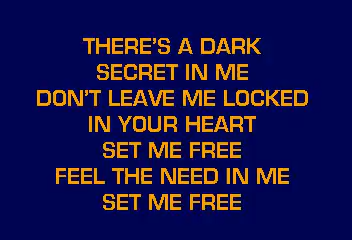 THERE'S A DARK
SECRET IN ME
DON'T LEAVE ME LOCKED
IN YOUR HEART
SET ME FREE
FEEL THE NEED IN ME
SET ME FREE